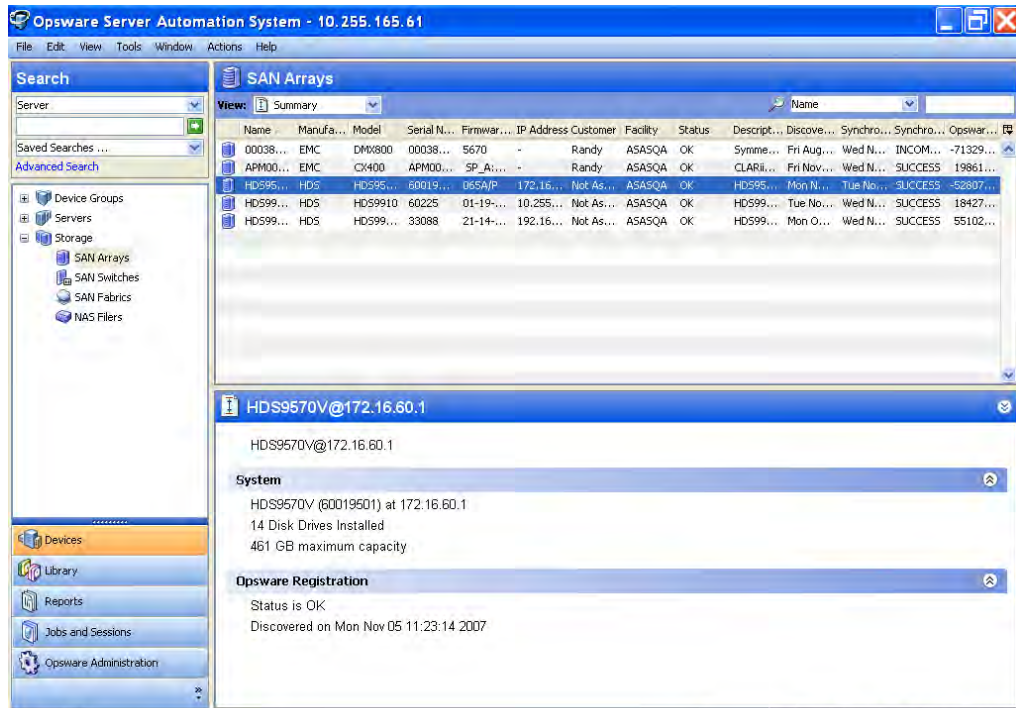 Opsware Server Automation System - 10.255.165.61
File Edit View Tools Window Actions Help
Search
Server
Saved Searches ...
Advanced Search
Device Groups
Servers
Storage
SAN Arrays
SAN Switches
SAN Fabrics
NAS Filers
Devices
Library
Reports
Jobs and Sessions
Opsware Administration
SAN Arrays
View: Summary Name
Name Manufa... Model Serial N... Firmwar... IP Address Customer Facility Status Descript... Discove... Synchro... Synchro... Opswar...
00038... EMC DMX800 00038... 5670 - Randy ASASQA OK Symme... Fri Aug... Wed N... INCOM... -71329...
APM00... EMC CX400 APM00... SP_A:... - Randy ASASQA OK CLARii... Fri Nov... Wed N... SUCCESS 19861...
HDS95... HDS HDS95... 60019... 065A/P 172.16... Not As... ASASQA OK HDS95... Mon N... Tue No... SUCCESS -52807...
HDS99... HDS HDS9910 60225 01-19-... 10.255... Not As... ASASQA OK HDS99... Tue No... Wed N... SUCCESS 18427...
HDS99... HDS HDS99... 33088 21-14-... 192.16... Not As... ASASQA OK HDS99... Mon O... Wed N... SUCCESS 55102...
HDS9570V@172.16.60.1
HDS9570V@172.16.60.1
System
HDS9570V (60019501) at 172.16.60.1
14 Disk Drives Installed
461 GB maximum capacity
Opsware Registration
Status is OK
Discovered on Mon Nov 05 11:23:14 2007